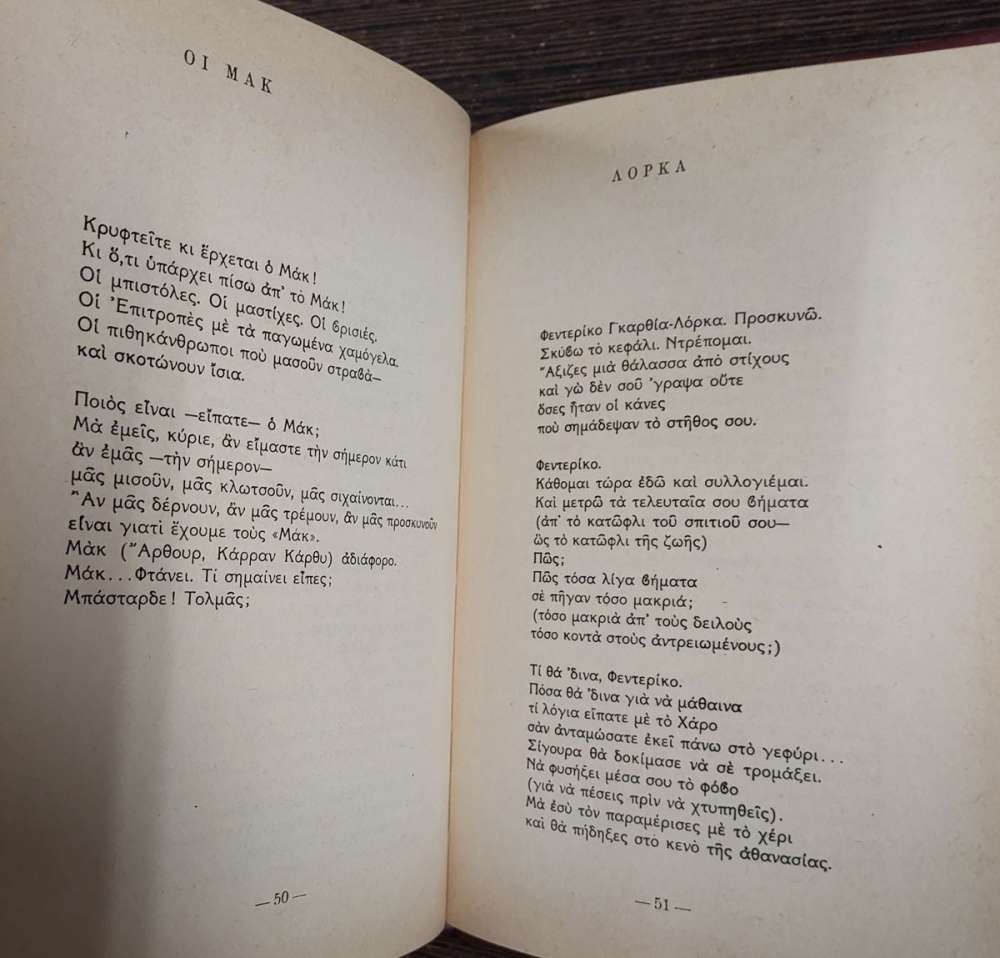 ΟΙ ΜΑΚ
Κρυφτεῖτε κι ἔρχεται ὁ Μάκ!
Κι ὅ,τι ὑπάρχει πίσω ἀπ' τὸ Μάκ!
Οἱ μπιστόλες. Οἱ μαστίχες. Οἱ βρισιές.
Οἱ Ἐπιτροπὲς μὲ τὰ παγωμένα χαμόγελα.
Οἱ πιθηκάνθρωποι ποὺ μασοῦν στραβὰ—
καὶ σκοτώνουν ἴσια.
Ποιὸς εἶναι —εἴπατε— ὁ Μάκ;
Μὰ ἐμεῖς, κύριε, ἂν εἴμαστε τὴν σήμερον κάτι
ἂν ἐμᾶς —τὴν σήμερον—
μᾶς μισοῦν, μᾶς κλωτσοῦν, μᾶς σιχαίνονται...
Ἂν μᾶς δέρνουν, ἂν μᾶς τρέμουν, ἂν μᾶς προσκυνοῦν
εἶναι γιατὶ ἔχουμε τοὺς «Μάκ».
Μὰκ (Ἄρθουρ, Κάρραν Κάρθυ) ἀδιάφορο.
Μάκ... Φτάνει. Τί σημαίνει εἶπες;
Μπάσταρδε! Τολμᾶς;
— 50 —
ΛΟΡΚΑ
Φεντερίκο Γκαρθία-Λόρκα. Προσκυνῶ.
Σκύβω τὸ κεφάλι. Ντρέπομαι.
Ἄξιζες μιὰ θάλασσα ἀπὸ στίχους
καὶ γὼ δὲν σοῦ 'γραψα οὔτε
ὅσες ἦταν οἱ κάνες
ποὺ σημάδεψαν τὸ στῆθος σου.
Φεντερίκο.
Κάθομαι τώρα ἐδῶ καὶ συλλογιέμαι.
Καὶ μετρῶ τὰ τελευταῖα σου βήματα
(ἀπ' τὸ κατῶφλι τοῦ σπιτιοῦ σου—
ὣς τὸ κατῶφλι τῆς ζωῆς)
Πῶς;
Πῶς τόσα λίγα βήματα
σὲ πῆγαν τόσο μακριά;
(τόσο μακριὰ ἀπ' τοὺς δειλοὺς
τόσο κοντὰ στοὺς ἀντρειωμένους;)
Τί θά 'δινα, Φεντερίκο.
Πόσα θά 'δινα γιὰ νὰ μάθαινα
τί λόγια εἴπατε μὲ τὸ Χάρο
σὰν ἀνταμώσατε ἐκεῖ πάνω στὸ γεφύρι...
Σίγουρα θὰ δοκίμασε νὰ σὲ τρομάξει.
Νὰ φυσήξει μέσα σου τὸ φόβο
(γιὰ νὰ πέσεις πρὶν νὰ χτυπηθεῖς).
Μὰ ἐσὺ τὸν παραμέρισες μὲ τὸ χέρι
καὶ θὰ πήδηξες στὸ κενὸ τῆς ἀθανασίας.
— 51 —